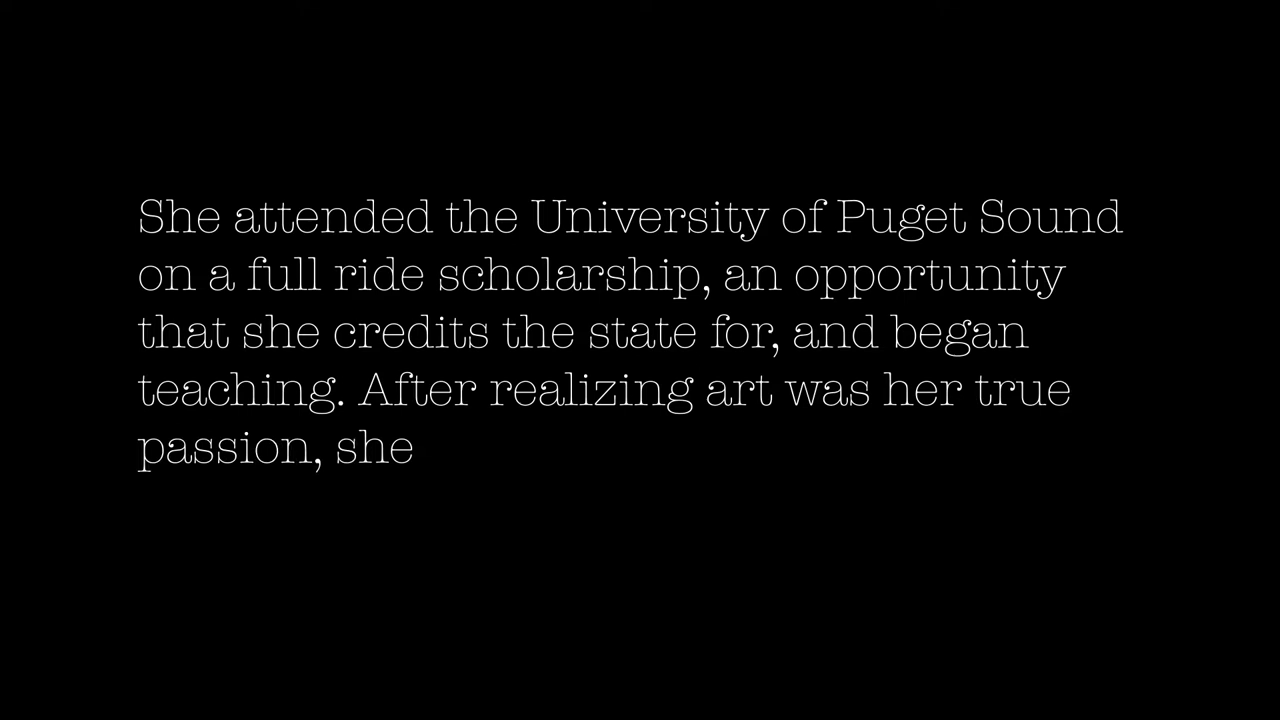 She attended the University of Puget Sound
on a full ride scholarship, an opportunity
that she credits the state for, and began
teaching. After realizing art was her true
passion, she